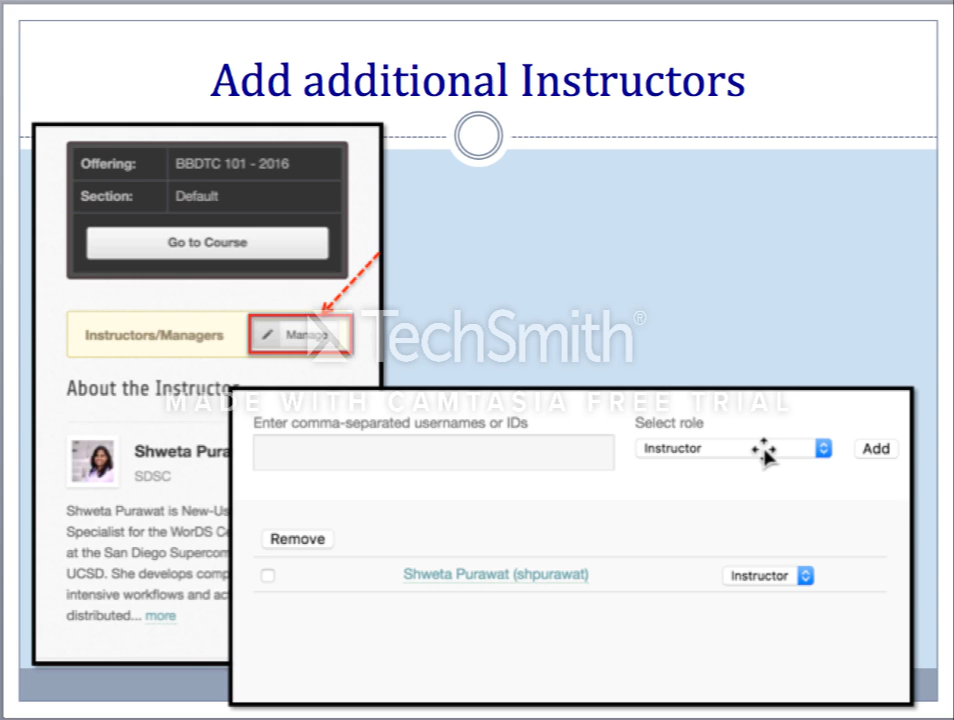 Add additional Instructors
Offering: BBDTC 101 - 2016
Section: Default
Go to Course
Instructors/Managers Manage
TechSmith®
MADE WITH CAMTASIA FREE TRIAL
About the Instructor
Shweta Pura
SDSC
Shweta Purawat is New-Us
Specialist for the WorDS Ce
at the San Diego Supercom
UCSD. She develops comp
intensive workflows and ac
distributed... more
Enter comma-separated usernames or IDs
Select role
Instructor
Add
Remove
Shweta Purawat (shpurawat) Instructor